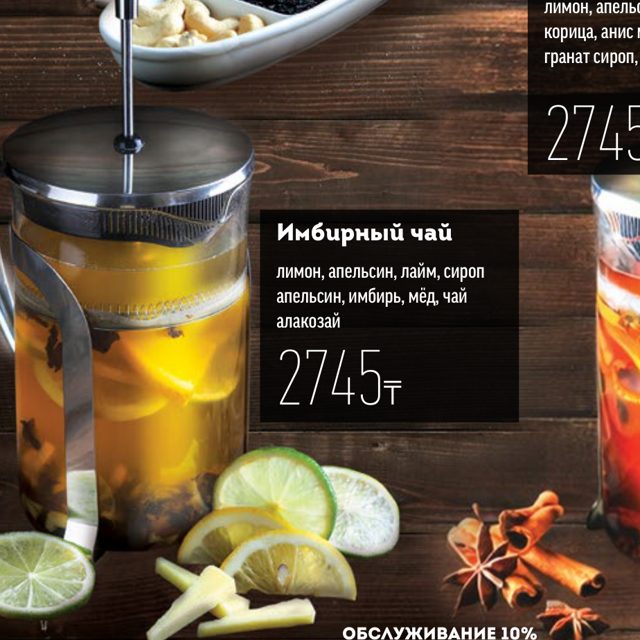 лимон,
корица, анис
гранат сироп,
2745
Имбирный чай
лимон, апельсин, лайм, сироп
апельсин, имбирь, мёд, чай
алакозай
2745₸
ОБСЛУЖИВАНИЕ 10%